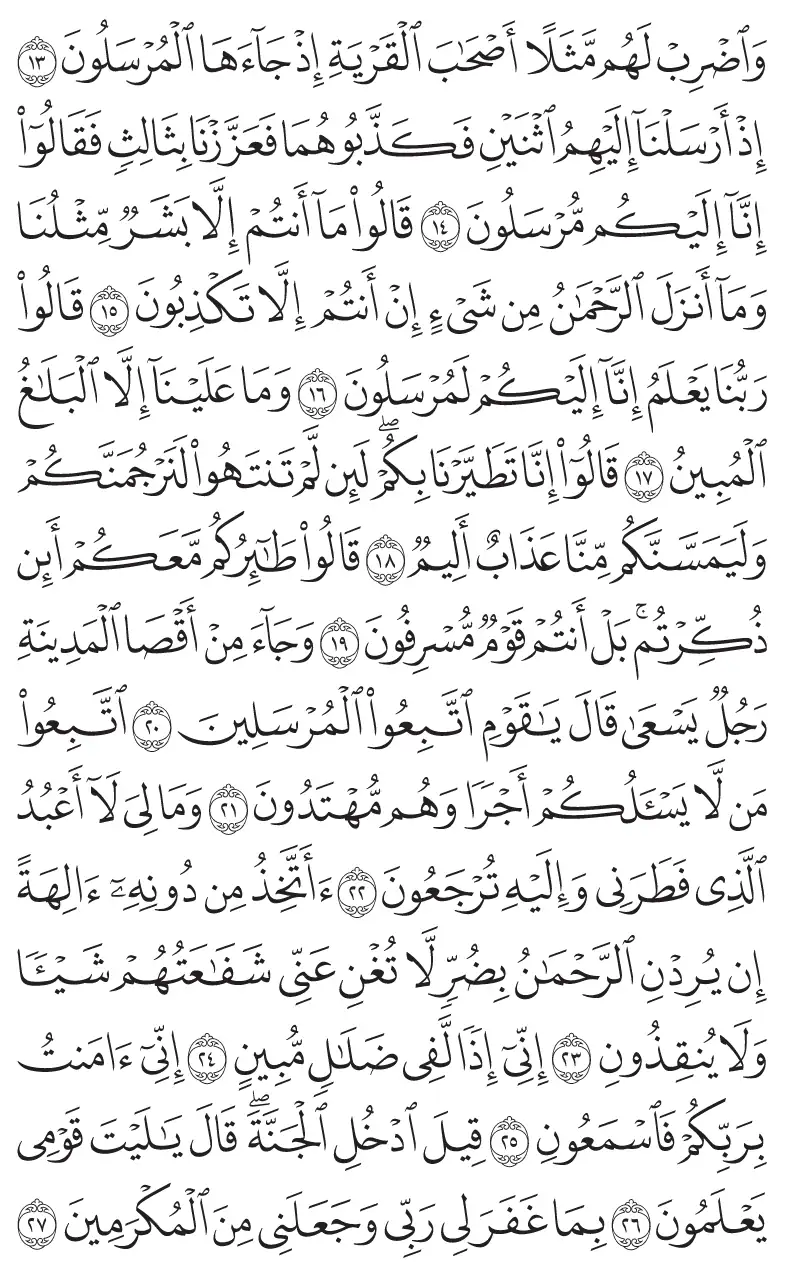 وَٱضْرِبْ لَهُم مَّثَلًا أَصْحَٰبَ ٱلْقَرْيَةِ إِذْ جَآءَهَا ٱلْمُرْسَلُونَ ١٣
إِذْ أَرْسَلْنَآ إِلَيْهِمُ ٱثْنَيْنِ فَكَذَّبُوهُمَا فَعَزَّزْنَا بِثَالِثٍ فَقَالُوٓا۟
إِنَّآ إِلَيْكُم مُّرْسَلُونَ ١٤ قَالُوا۟ مَآ أَنتُمْ إِلَّا بَشَرٌ مِّثْلُنَا
وَمَآ أَنزَلَ ٱلرَّحْمَٰنُ مِن شَىْءٍ إِنْ أَنتُمْ إِلَّا تَكْذِبُونَ ١٥ قَالُوا۟
رَبُّنَا يَعْلَمُ إِنَّآ إِلَيْكُمْ لَمُرْسَلُونَ ١٦ وَمَا عَلَيْنَآ إِلَّا ٱلْبَلَٰغُ
ٱلْمُبِينُ ١٧ قَالُوٓا۟ إِنَّا تَطَيَّرْنَا بِكُمْ ۖ لَئِن لَّمْ تَنتَهُوا۟ لَنَرْجُمَنَّكُمْ
وَلَيَمَسَّنَّكُم مِّنَّا عَذَابٌ أَلِيمٌ ١٨ قَالُوا۟ طَٰٓئِرُكُم مَّعَكُمْ أَئِن
ذُكِّرْتُم ۚ بَلْ أَنتُمْ قَوْمٌ مُّسْرِفُونَ ١٩ وَجَآءَ مِنْ أَقْصَا ٱلْمَدِينَةِ
رَجُلٌ يَسْعَىٰ قَالَ يَٰقَوْمِ ٱتَّبِعُوا۟ ٱلْمُرْسَلِينَ ٢٠ ٱتَّبِعُوا۟
مَن لَّا يَسْـَٔلُكُمْ أَجْرًا وَهُم مُّهْتَدُونَ ٢١ وَمَا لِىَ لَآ أَعْبُدُ
ٱلَّذِى فَطَرَنِى وَإِلَيْهِ تُرْجَعُونَ ٢٢ ءَأَتَّخِذُ مِن دُونِهِۦٓ ءَالِهَةً
إِن يُرِدْنِ ٱلرَّحْمَٰنُ بِضُرٍّ لَّا تُغْنِ عَنِّى شَفَٰعَتُهُمْ شَيْـًٔا
وَلَا يُنقِذُونِ ٢٣ إِنِّىٓ إِذًا لَّفِى ضَلَٰلٍ مُّبِينٍ ٢٤ إِنِّىٓ ءَامَنتُ
بِرَبِّكُمْ فَٱسْمَعُونِ ٢٥ قِيلَ ٱدْخُلِ ٱلْجَنَّةَ ۖ قَالَ يَٰلَيْتَ قَوْمِى
يَعْلَمُونَ ٢٦ بِمَا غَفَرَ لِى رَبِّى وَجَعَلَنِى مِنَ ٱلْمُكْرَمِينَ ٢٧